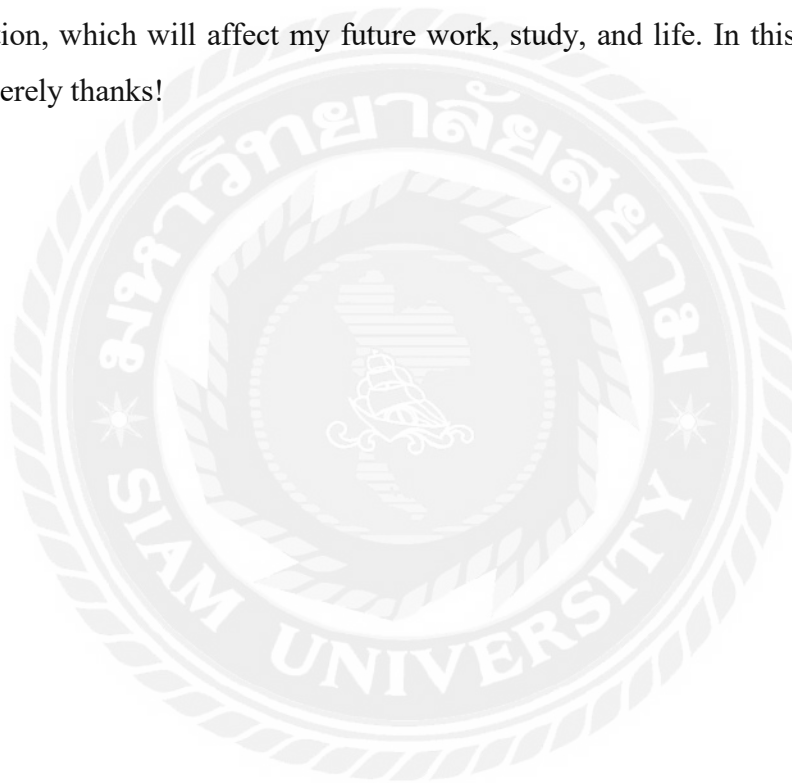 tion, which will affect my future work, study, and life. In this
erely thanks!
มหาวิทยาลัยสยาม
SIAM UNIVERSITY